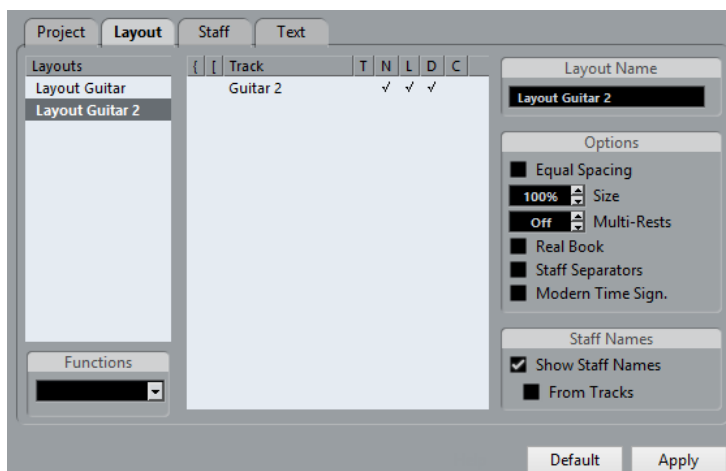 Project Layout Staff Text
Layouts
Layout Guitar
Layout Guitar 2
{ [ Track T N L D C
Guitar 2 √ √ √
Layout Name
Layout Guitar 2
Options
Equal Spacing
100% Size
Off Multi-Rests
Real Book
Staff Separators
Modern Time Sign.
Functions
Staff Names
Show Staff Names
From Tracks
Default Apply